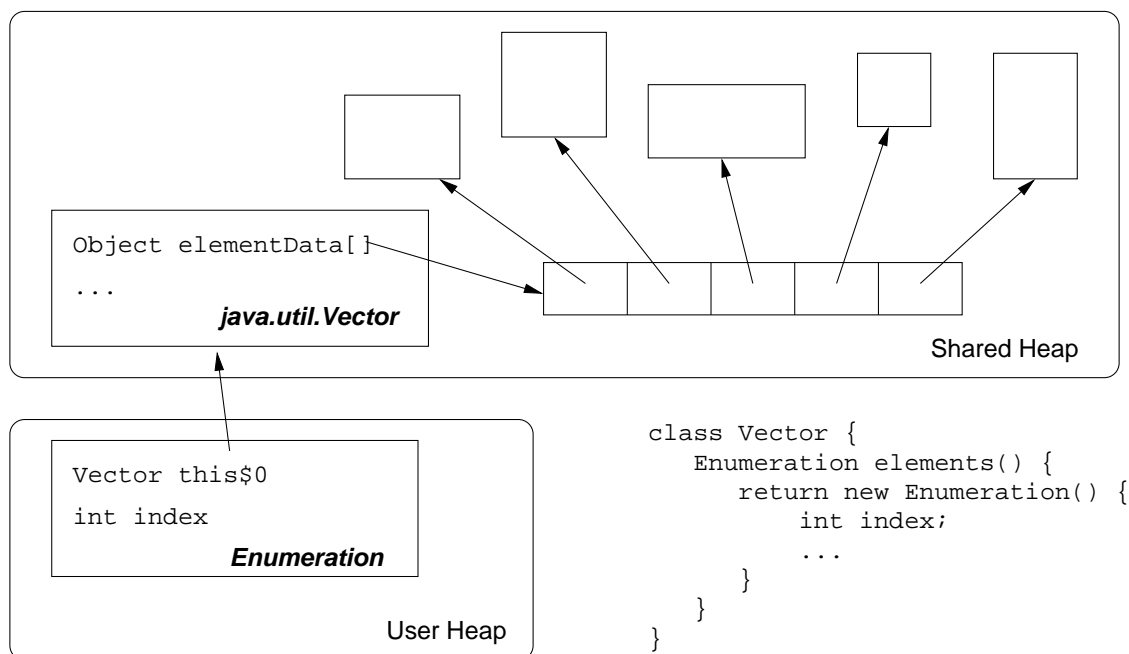 Object elementData[]
...
java.util.Vector
Shared Heap
Vector this$0
int index
Enumeration
User Heap
class Vector {
Enumeration elements() {
return new Enumeration() {
int index;
...
}
}
}